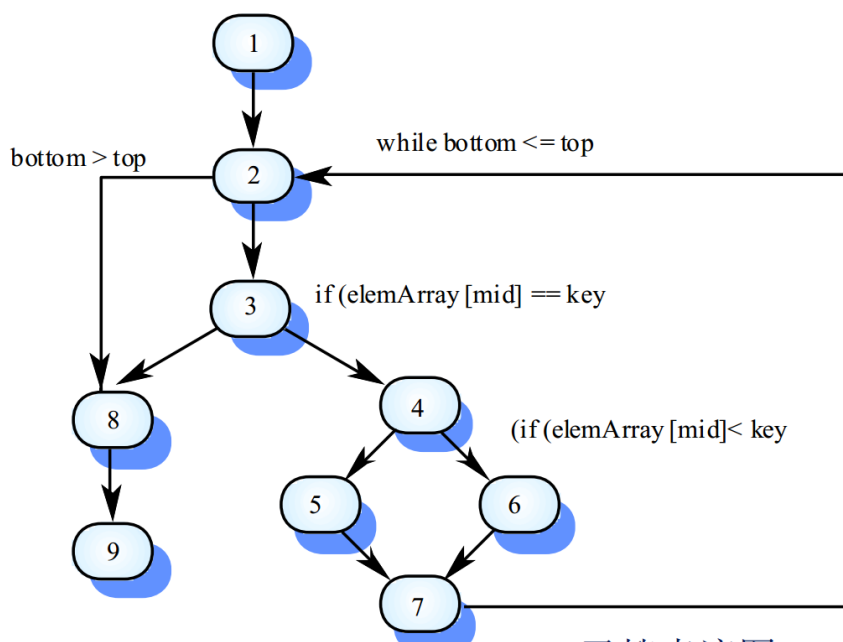 1
while bottom <= top
bottom > top
2
3
if (elemArray [mid] == key
8
4
(if (elemArray [mid]< key
5
6
9
7